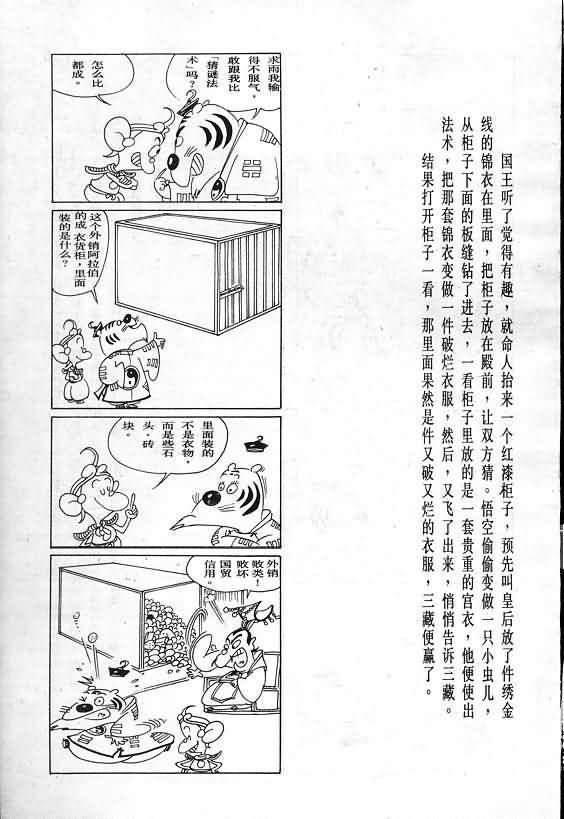 国王听了觉得有趣，就命人抬来一个红漆柜子，预先叫皇后放了件绣金
线的锦衣在里面，把柜子放在殿前，让双方猜。悟空偷偷变做一只小虫儿，
从柜子下面的板缝钻了进去，一看柜子里放的是一套贵重的宫衣，他便使出
法术，把那套锦衣变做一件破烂衣服，然后，又飞了出来，悄悄告诉三藏。
结果打开柜子一看，那里面果然是件又破又烂的衣服，三藏便赢了。
求雨我输
得不服气，
敢跟我比
「猜谜法
术」吗？
怎么比
都成。
这个外销阿拉伯
的成衣货柜，里面
装的是什么？
里面装的
不是衣物，
而是些石
头、砖
块。
外销
败类！
败坏
国贸
信用。